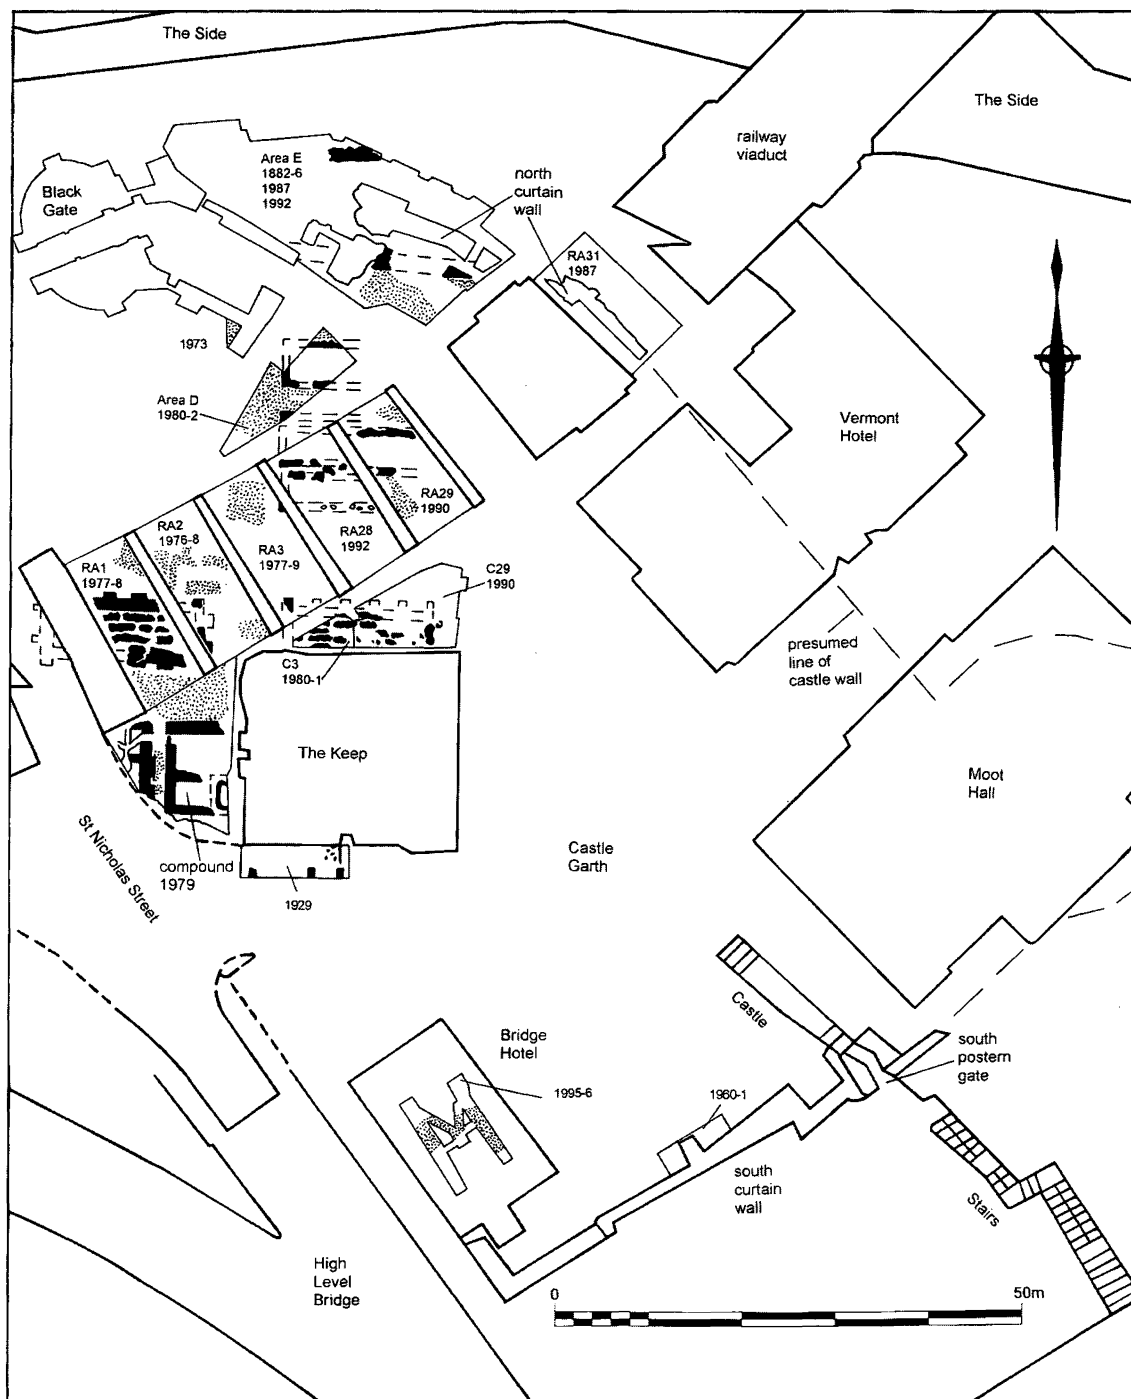 The Side
The Side
railway
viaduct
Area E
1882-6
1987
1992
north
curtain
wall
Black
Gate
RA31
1987
1973
Area D
1980-2
Vermont
Hotel
RA29
1990
RA2
1976-8
RA28
1992
RA3
1977-9
RA1
1977-8
C29
1990
presumed
line of
castle wall
C3
1980-1
The Keep
Moot
Hall
St Nicholas Street
compound
1979
Castle
Garth
1929
Castle
Bridge
Hotel
south
postern
gate
1995-6
1960-1
south
curtain
wall
Stairs
High
Level
Bridge
0 50m